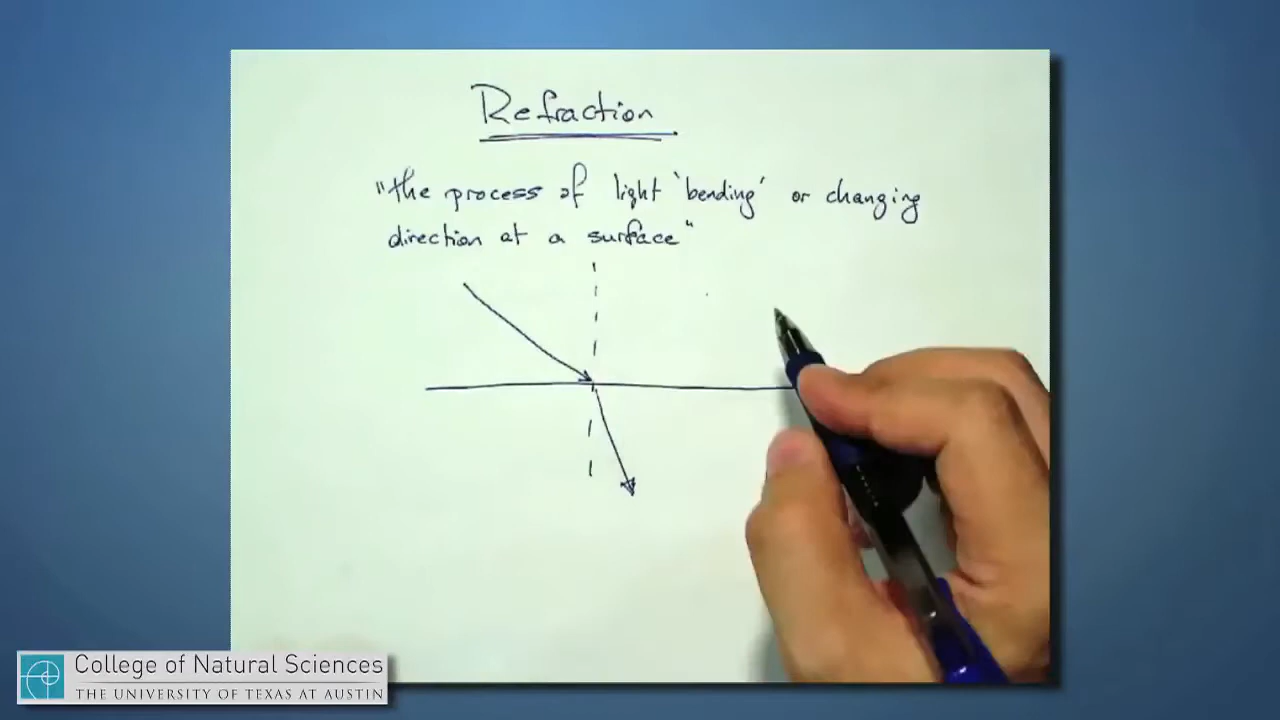 Refraction
"the process of light 'bending' or changing
direction at a surface"
College of Natural Sciences
THE UNIVERSITY OF TEXAS AT AUSTIN